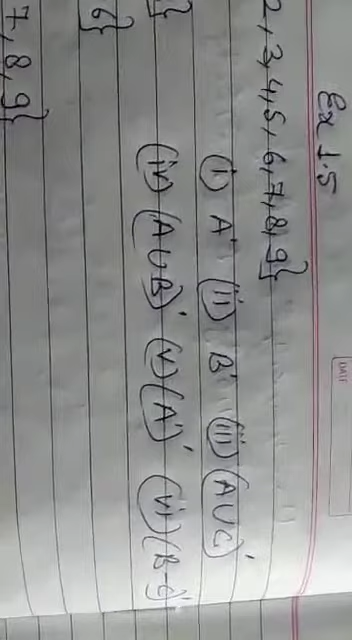 Ex 1.5
DATE
2,3,4,5,6,7,8,9}
(i) A' (ii) B' (iii) (A∪C)'
(iv) (A∪B)' (v) (A')' (vi) (B-C)'
6}
7,8,9}